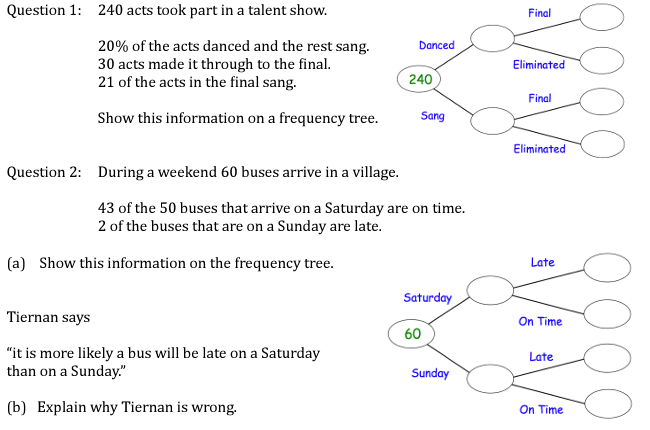 Question 1: 240 acts took part in a talent show.
20% of the acts danced and the rest sang.
30 acts made it through to the final.
21 of the acts in the final sang.
Show this information on a frequency tree.
240
Danced
Sang
Final
Eliminated
Final
Eliminated
Question 2: During a weekend 60 buses arrive in a village.
43 of the 50 buses that arrive on a Saturday are on time.
2 of the buses that are on a Sunday are late.
(a) Show this information on the frequency tree.
Tiernan says
“it is more likely a bus will be late on a Saturday
than on a Sunday.”
(b) Explain why Tiernan is wrong.
60
Saturday
Sunday
Late
On Time
Late
On Time